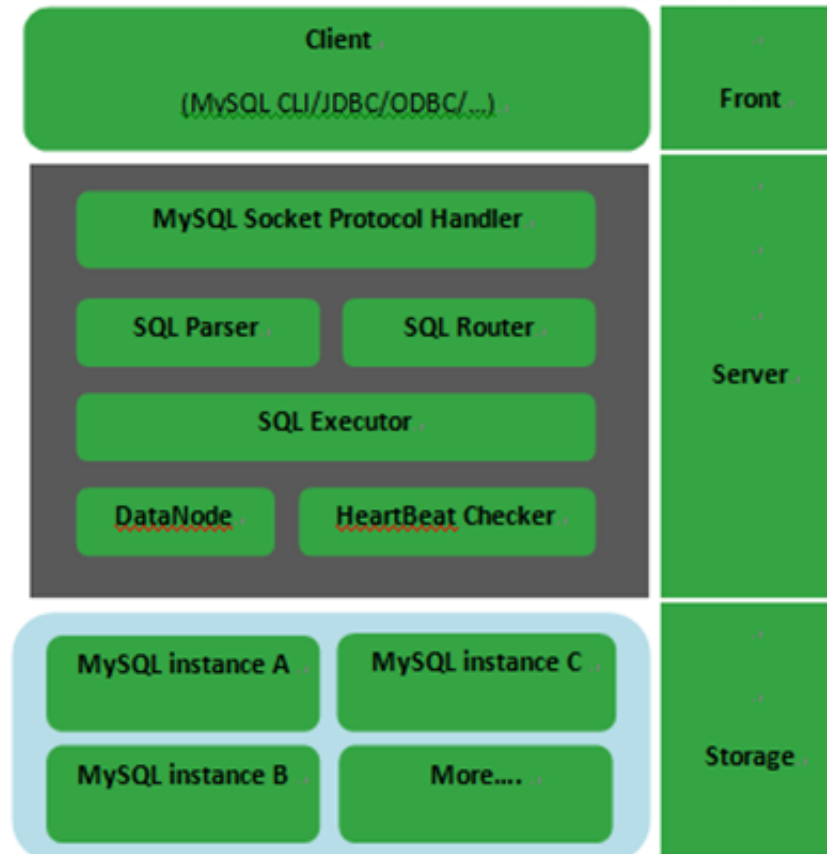 Client
(MySQL CLI/JDBC/ODBC/...)
Front
MySQL Socket Protocol Handler
SQL Parser
SQL Router
SQL Executor
DataNode
HeartBeat Checker
Server
MySQL instance A
MySQL instance C
MySQL instance B
More....
Storage